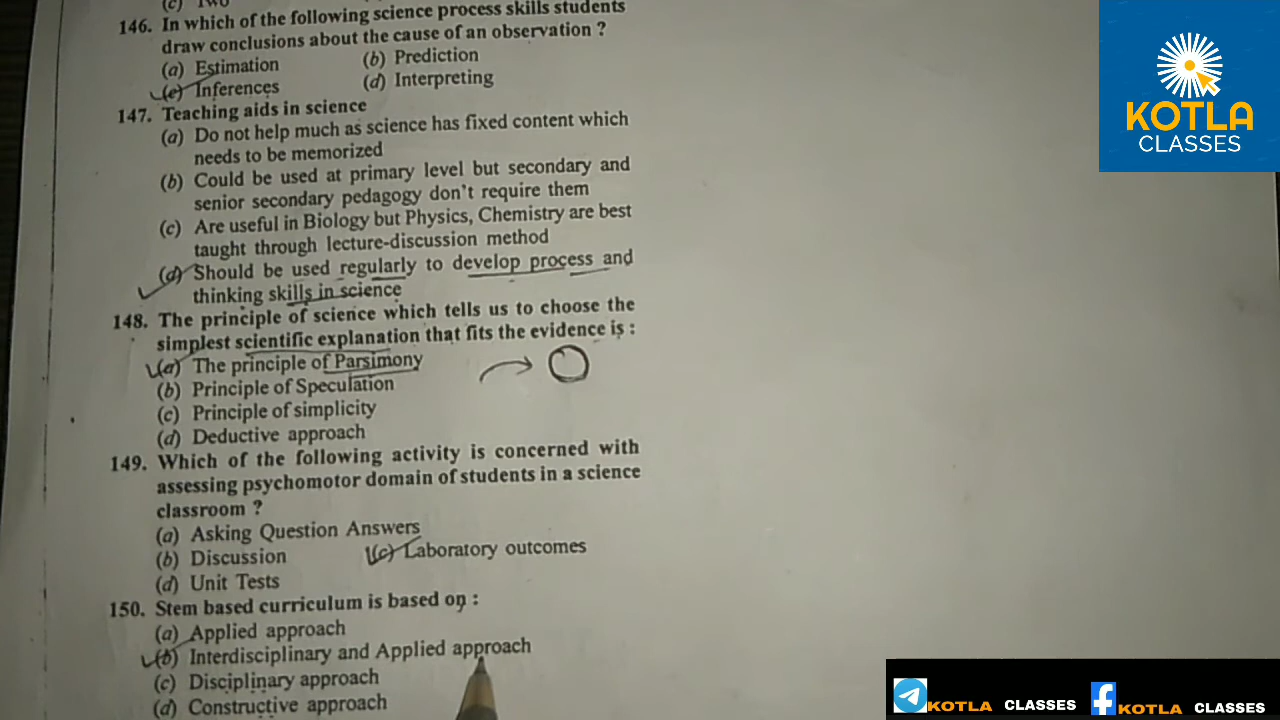 (c) Two
146. In which of the following science process skills students
draw conclusions about the cause of an observation ?
(a) Estimation (b) Prediction
(c) Inferences (d) Interpreting
147. Teaching aids in science
(a) Do not help much as science has fixed content which
needs to be memorized
(b) Could be used at primary level but secondary and
senior secondary pedagogy don't require them
(c) Are useful in Biology but Physics, Chemistry are best
taught through lecture-discussion method
(d) Should be used regularly to develop process and
thinking skills in science
148. The principle of science which tells us to choose the
simplest scientific explanation that fits the evidence is :
(a) The principle of Parsimony
(b) Principle of Speculation
(c) Principle of simplicity
(d) Deductive approach
149. Which of the following activity is concerned with
assessing psychomotor domain of students in a science
classroom ?
(a) Asking Question Answers
(b) Discussion (c) Laboratory outcomes
(d) Unit Tests
150. Stem based curriculum is based on :
(a) Applied approach
(b) Interdisciplinary and Applied approach
(c) Disciplinary approach
(d) Constructive approach
KOTLA
CLASSES
KOTLA CLASSES KOTLA CLASSES